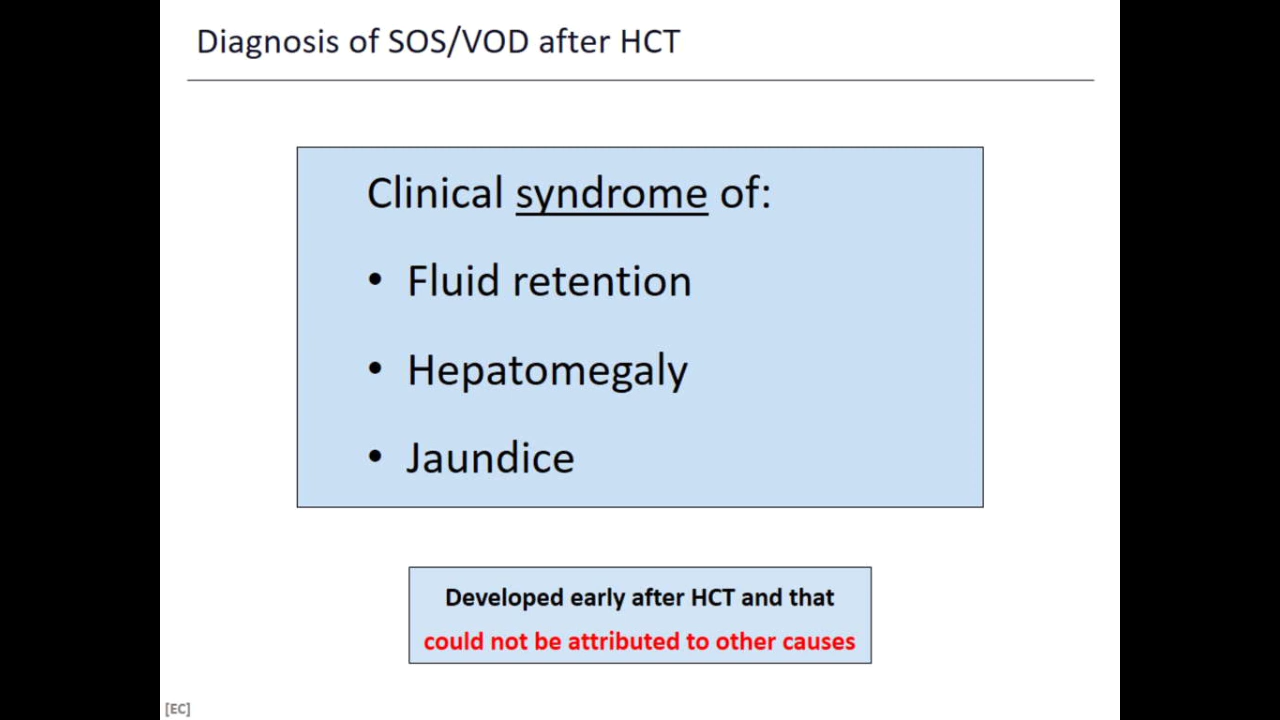 Diagnosis of SOS/VOD after HCT
Clinical syndrome of:
• Fluid retention
• Hepatomegaly
• Jaundice
Developed early after HCT and that
could not be attributed to other causes
[EC]